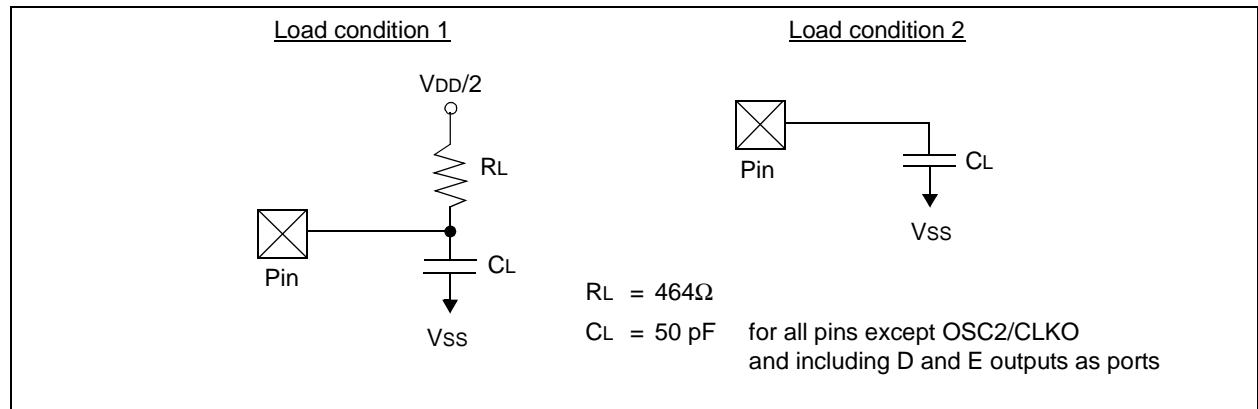 Load condition 1
VDD/2
RL
Pin
CL
VSS
Load condition 2
Pin
CL
VSS
RL = 464Ω
CL = 50 pF for all pins except OSC2/CLKO
and including D and E outputs as ports